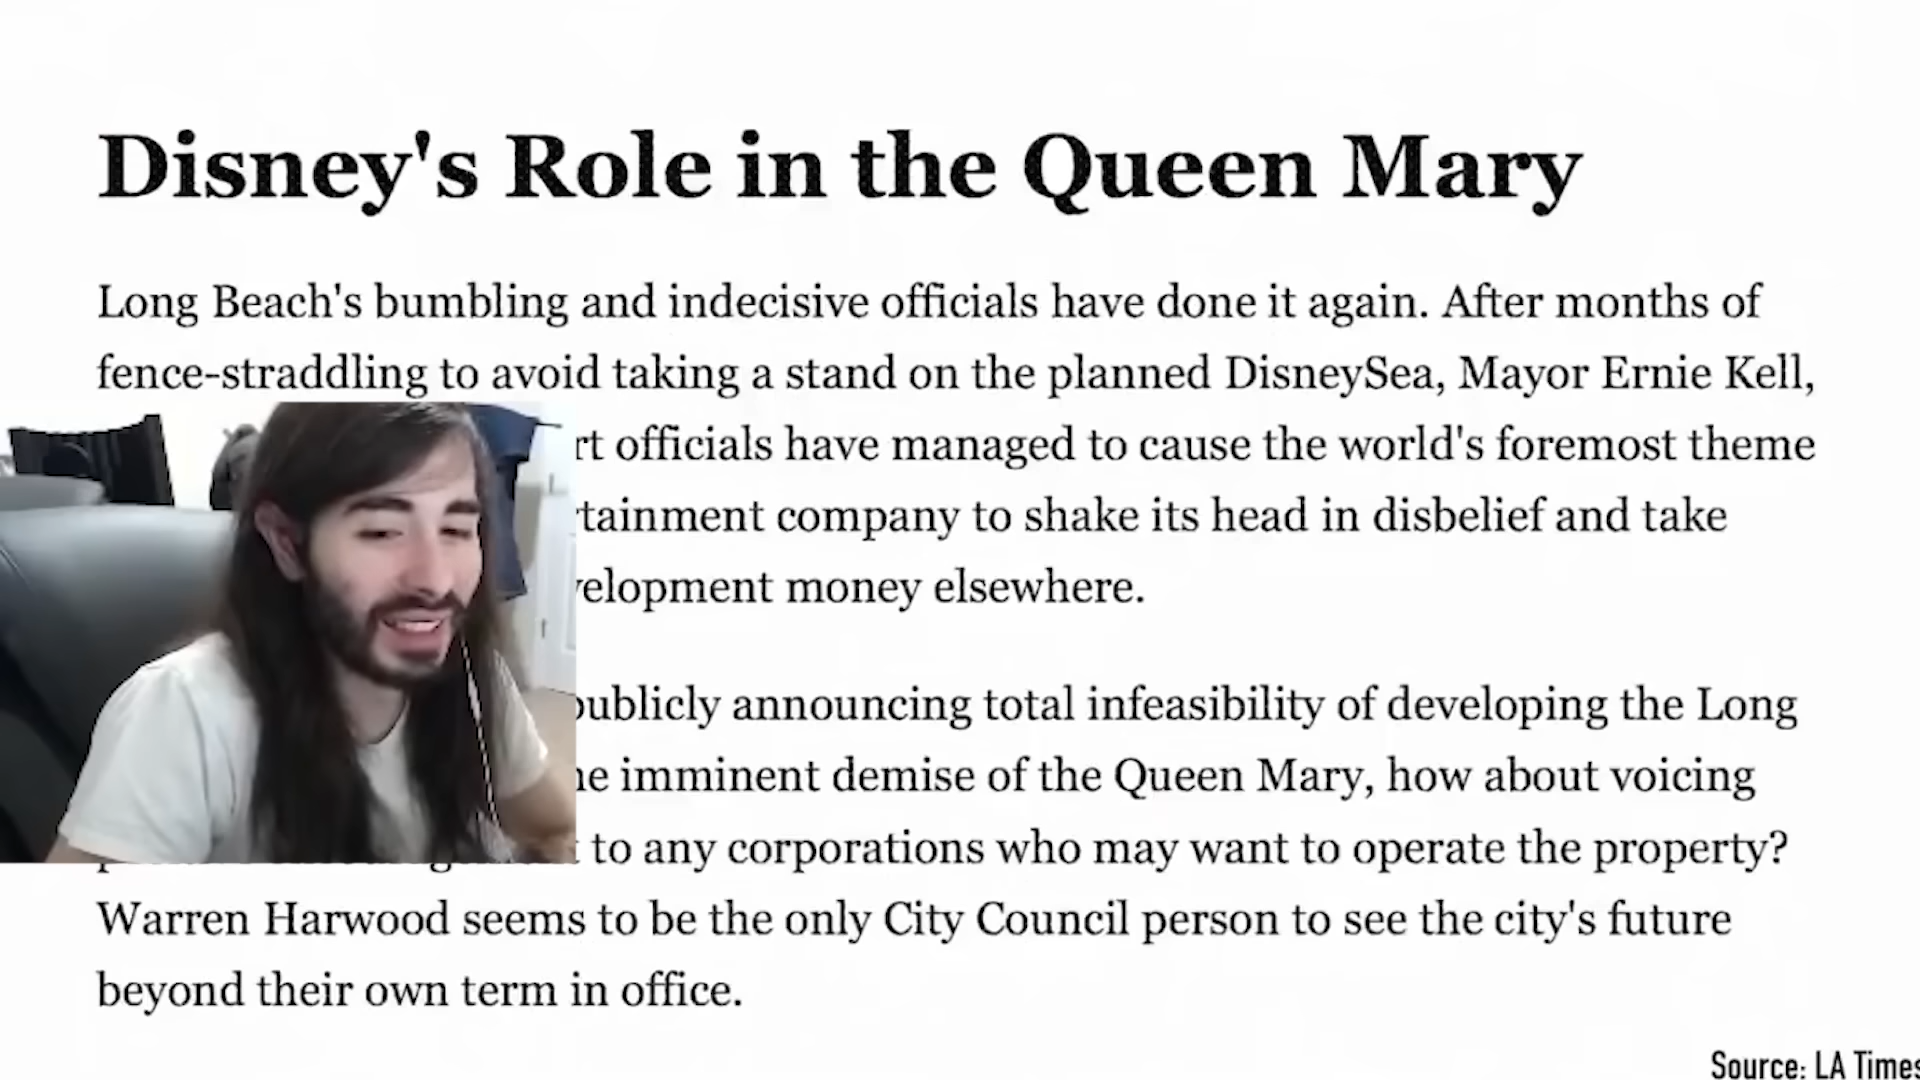 Disney's Role in the Queen Mary
Long Beach's bumbling and indecisive officials have done it again. After months of
fence-straddling to avoid taking a stand on the planned DisneySea, Mayor Ernie Kell,
officials have managed to cause the world's foremost theme
company to shake its head in disbelief and take
money elsewhere.
publicly announcing total infeasibility of developing the Long
imminent demise of the Queen Mary, how about voicing
to any corporations who may want to operate the property?
Warren Harwood seems to be the only City Council person to see the city's future
beyond their own term in office.
Source: LA Times